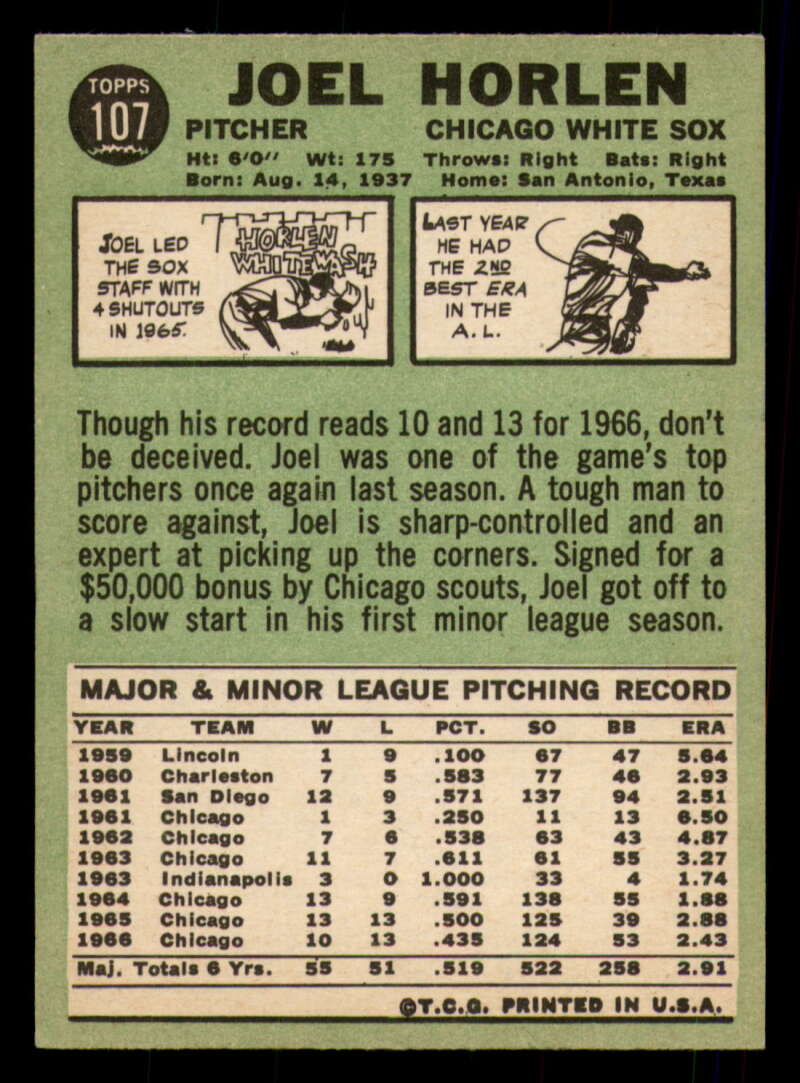 TOPPS
107
JOEL HORLEN
PITCHER CHICAGO WHITE SOX
Ht: 6'0" Wt: 175 Throws: Right Bats: Right
Born: Aug. 14, 1937 Home: San Antonio, Texas
JOEL LED
THE SOX
STAFF WITH
4 SHUTOUTS
IN 1965.
HORLEN
WHITEWASH
LAST YEAR
HE HAD
THE 2ND
BEST ERA
IN THE
A.L.
Though his record reads 10 and 13 for 1966, don't
be deceived. Joel was one of the game's top
pitchers once again last season. A tough man to
score against, Joel is sharp-controlled and an
expert at picking up the corners. Signed for a
$50,000 bonus by Chicago scouts, Joel got off to
a slow start in his first minor league season.
MAJOR & MINOR LEAGUE PITCHING RECORD
YEAR TEAM W L PCT. SO BB ERA
1959 Lincoln 1 9 .100 67 47 5.64
1960 Charleston 7 5 .583 77 46 2.93
1961 San Diego 12 9 .571 137 94 2.51
1961 Chicago 1 3 .250 11 13 6.50
1962 Chicago 7 6 .538 63 43 4.87
1963 Chicago 11 7 .611 61 55 3.27
1963 Indianapolis 3 0 1.000 33 4 1.74
1964 Chicago 13 9 .591 138 55 1.88
1965 Chicago 13 13 .500 125 39 2.88
1966 Chicago 10 13 .435 124 53 2.43
Maj. Totals 6 Yrs. 55 51 .519 522 258 2.91
©T.C.G. PRINTED IN U.S.A.